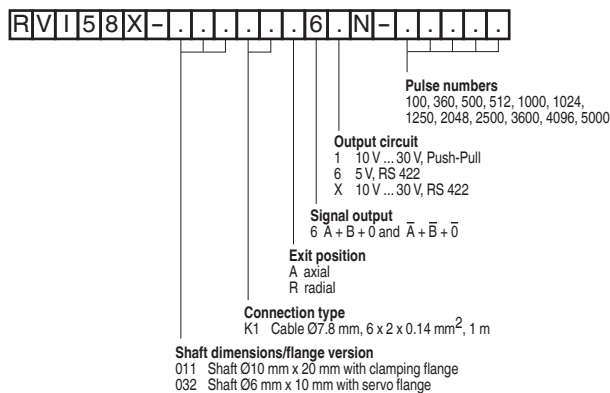 RVI58X-......6.N-.....
Pulse numbers
100, 360, 500, 512, 1000, 1024,
1250, 2048, 2500, 3600, 4096, 5000
Output circuit
1 10 V ... 30 V, Push-Pull
6 5 V, RS 422
X 10 V ... 30 V, RS 422
Signal output
6 A + B + 0 and A̅ + B̅ + 0̅
Exit position
A axial
R radial
Connection type
K1 Cable Ø7.8 mm, 6 x 2 x 0.14 mm², 1 m
Shaft dimensions/flange version
011 Shaft Ø10 mm x 20 mm with clamping flange
032 Shaft Ø6 mm x 10 mm with servo flange